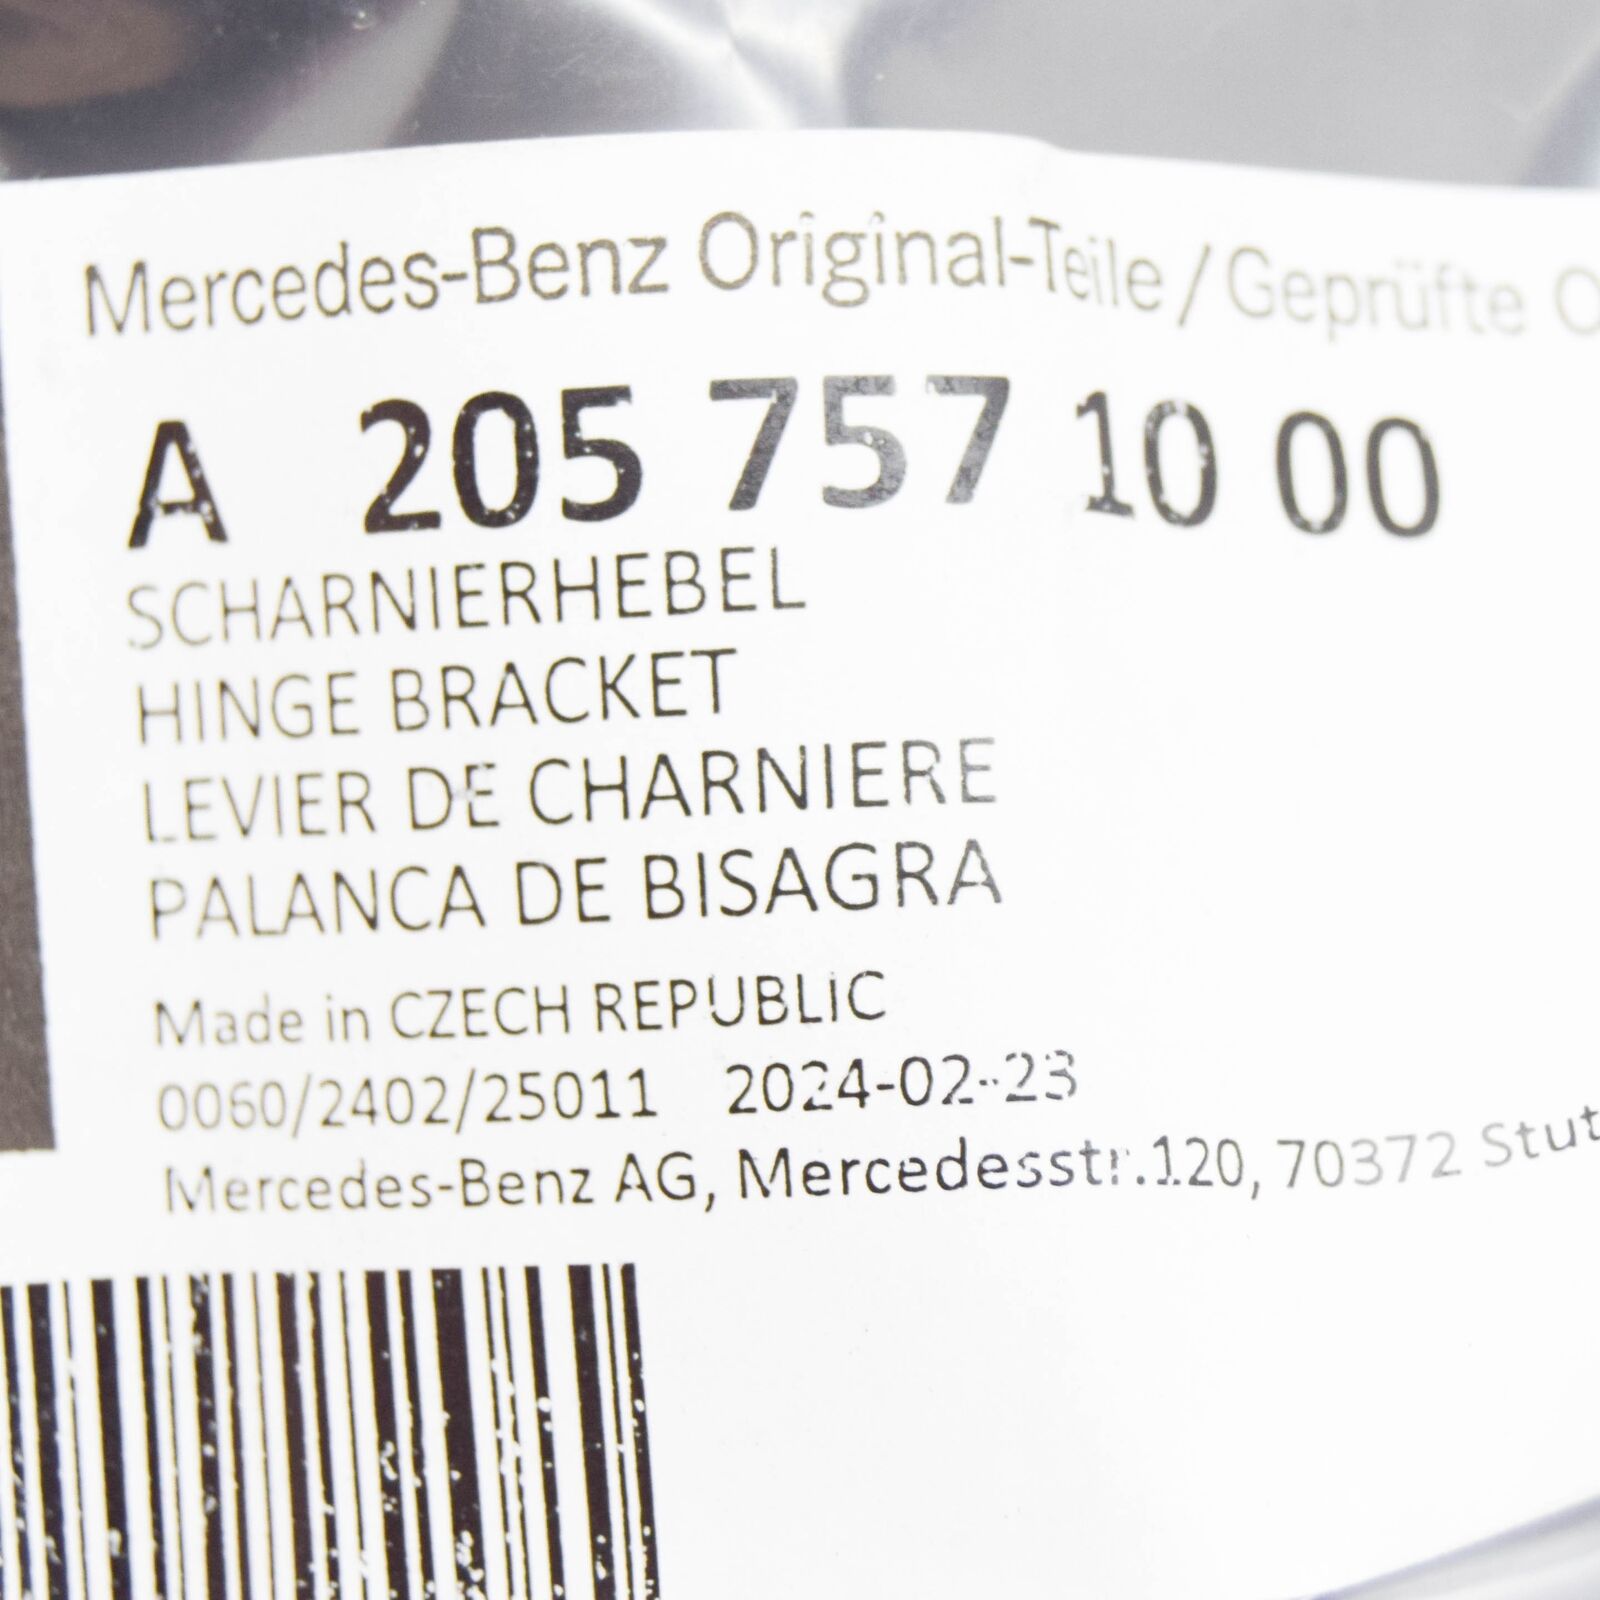 Mercedes-Benz Original-Teile / Geprüfte
A 205 757 10 00
SCHARNIERHEBEL
HINGE BRACKET
LEVIER DE CHARNIERE
PALANCA DE BISAGRA
Made in CZECH REPUBLIC
0060/2402/25011 2024-02-23
Mercedes-Benz AG, Mercedesstr.120, 70372 Stut